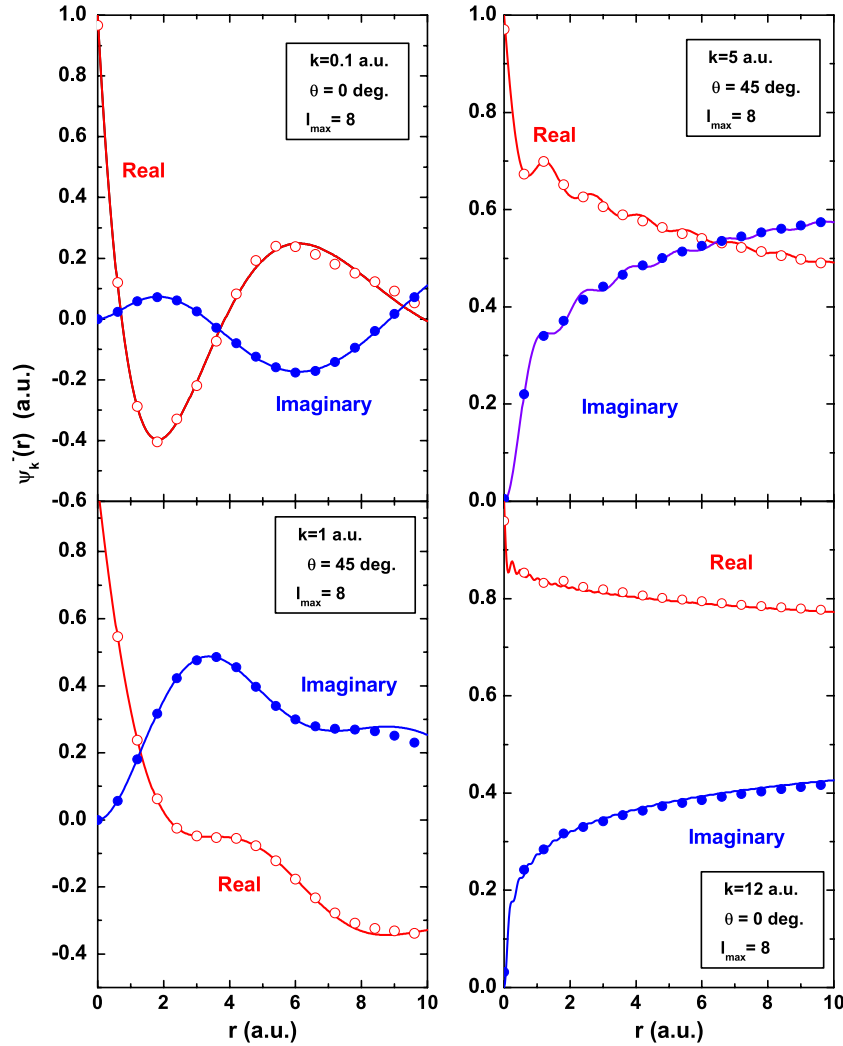 1.0
0.8
0.6
0.4
0.2
0.0
-0.2
-0.4
-0.6
k=0.1 a.u.
θ = 0 deg.
lmax= 8
Real
Imaginary
ψk-(r) (a.u.)
1.0
0.8
0.6
0.4
0.2
0.0
k=5 a.u.
θ = 45 deg.
lmax= 8
Real
Imaginary
0.8
0.6
0.4
0.2
0.0
-0.2
-0.4
k=1 a.u.
θ = 45 deg.
lmax= 8
Imaginary
Real
0 2 4 6 8 10
r (a.u.)
0.8
0.6
0.4
0.2
0.0
Real
Imaginary
k=12 a.u.
θ = 0 deg.
lmax= 8
0 2 4 6 8 10
r (a.u.)